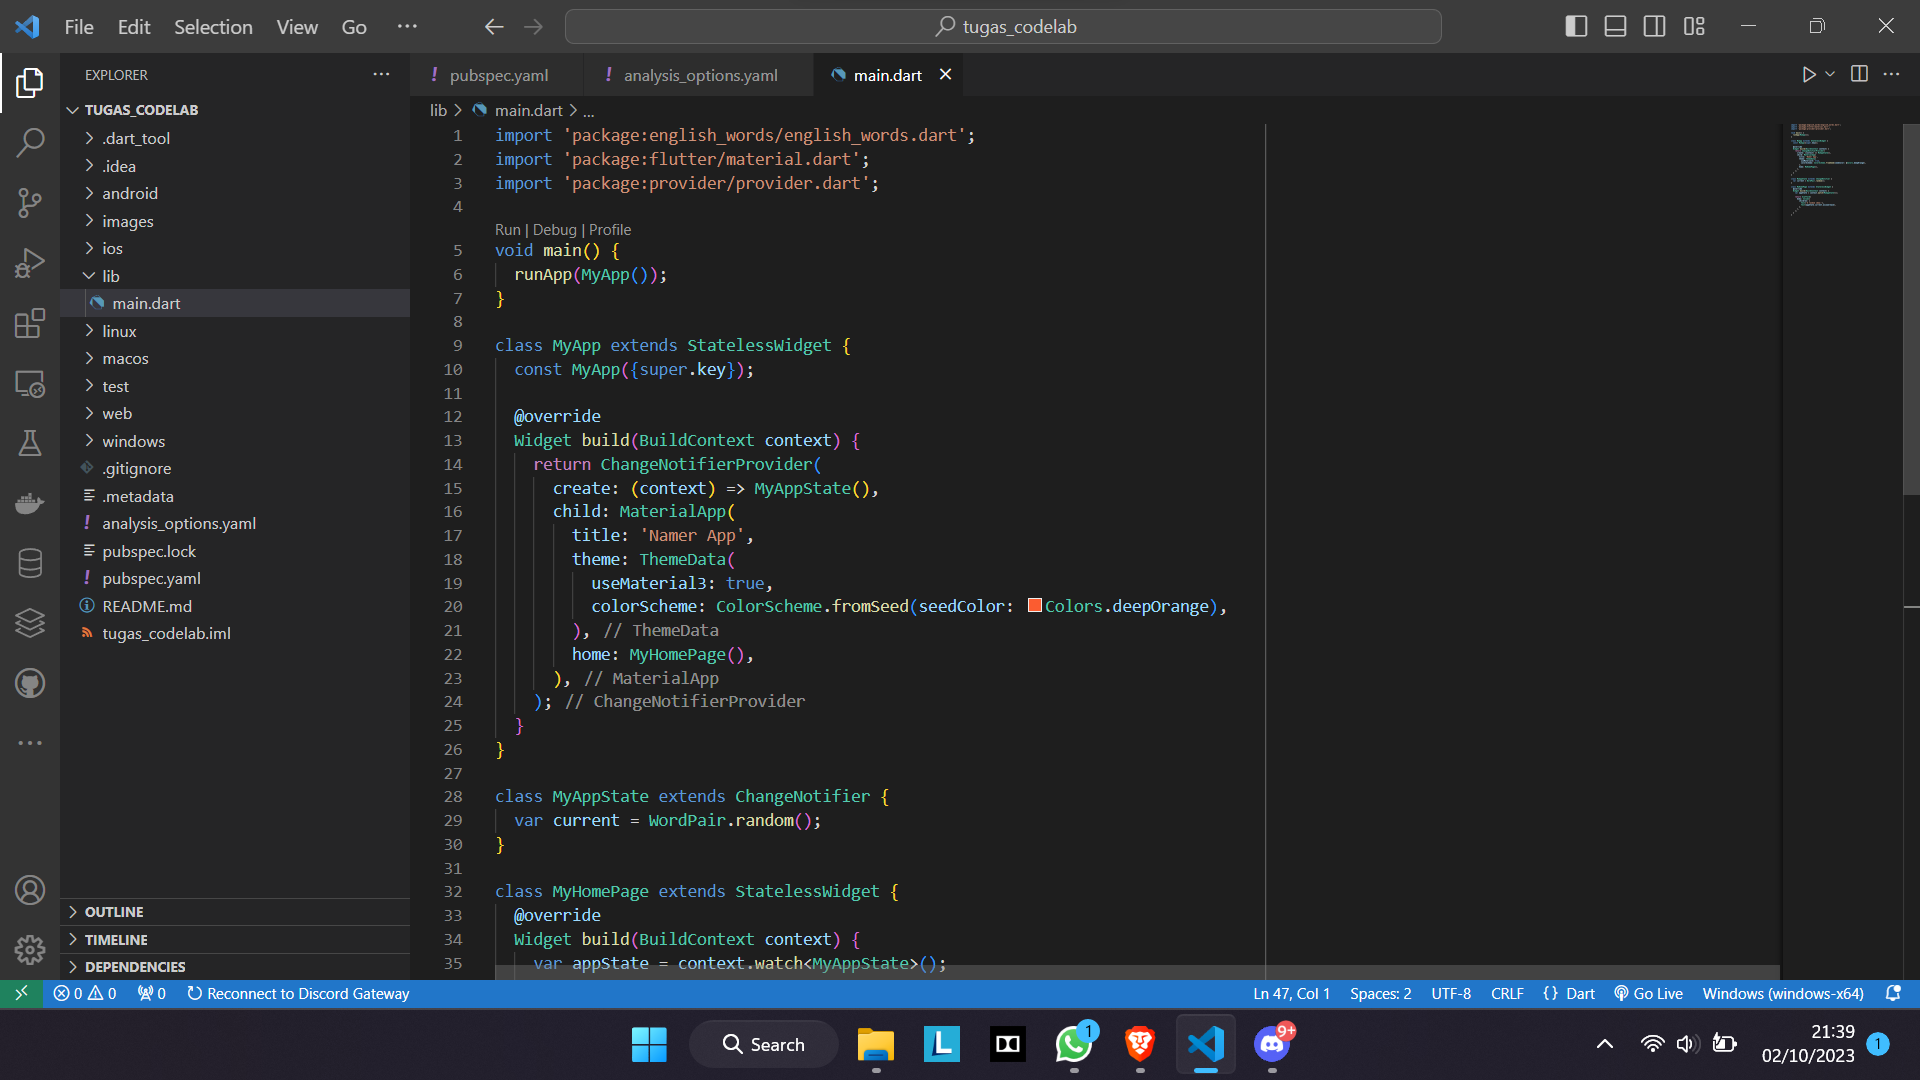 File Edit Selection View Go ...
tugas_codelab
EXPLORER
TUGAS_CODELAB
.dart_tool
.idea
android
images
ios
lib
main.dart
linux
macos
test
web
windows
.gitignore
.metadata
! analysis_options.yaml
pubspec.lock
! pubspec.yaml
README.md
tugas_codelab.iml
OUTLINE
TIMELINE
DEPENDENCIES
! pubspec.yaml ! analysis_options.yaml main.dart
lib > main.dart > ...
1 import 'package:english_words/english_words.dart';
2 import 'package:flutter/material.dart';
3 import 'package:provider/provider.dart';
4
Run | Debug | Profile
5 void main() {
6 runApp(MyApp());
7 }
8
9 class MyApp extends StatelessWidget {
10 const MyApp({super.key});
11
12 @override
13 Widget build(BuildContext context) {
14 return ChangeNotifierProvider(
15 create: (context) => MyAppState(),
16 child: MaterialApp(
17 title: 'Namer App',
18 theme: ThemeData(
19 useMaterial3: true,
20 colorScheme: ColorScheme.fromSeed(seedColor: Colors.deepOrange),
21 ), // ThemeData
22 home: MyHomePage(),
23 ), // MaterialApp
24 ); // ChangeNotifierProvider
25 }
26 }
27
28 class MyAppState extends ChangeNotifier {
29 var current = WordPair.random();
30 }
31
32 class MyHomePage extends StatelessWidget {
33 @override
34 Widget build(BuildContext context) {
35 var appState = context.watch<MyAppState>();
0 0 0 Reconnect to Discord Gateway Ln 47, Col 1 Spaces: 2 UTF-8 CRLF {} Dart Go Live Windows (windows-x64)
Search
L
1
9+
21:39
02/10/2023
1